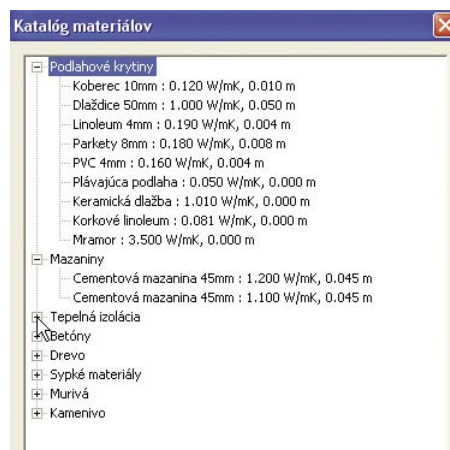 Katalóg materiálov
Podlahové krytiny
Koberec 10mm : 0.120 W/mK, 0.010 m
Dlaždice 50mm : 1.000 W/mK, 0.050 m
Linoleum 4mm : 0.190 W/mK, 0.004 m
Parkety 8mm : 0.180 W/mK, 0.008 m
PVC 4mm : 0.160 W/mK, 0.004 m
Plávajúca podlaha : 0.050 W/mK, 0.000 m
Keramická dlažba : 1.010 W/mK, 0.000 m
Korkové linoleum : 0.081 W/mK, 0.000 m
Mramor : 3.500 W/mK, 0.000 m
Mazaniny
Cementová mazanina 45mm : 1.200 W/mK, 0.045 m
Cementová mazanina 45mm : 1.100 W/mK, 0.045 m
Tepelná izolácia
Betóny
Drevo
Sypké materiály
Murivá
Kamenivo